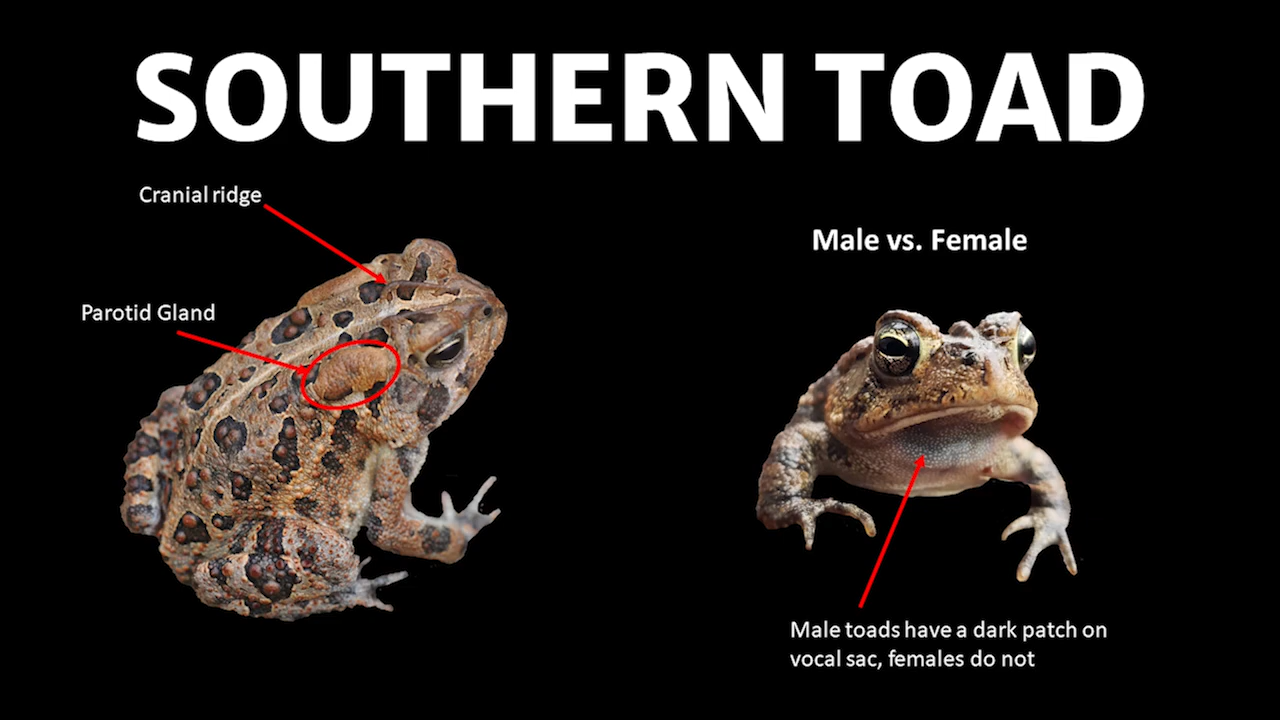 SOUTHERN TOAD
Cranial ridge
Parotid Gland
Male vs. Female
Male toads have a dark patch on
vocal sac, females do not